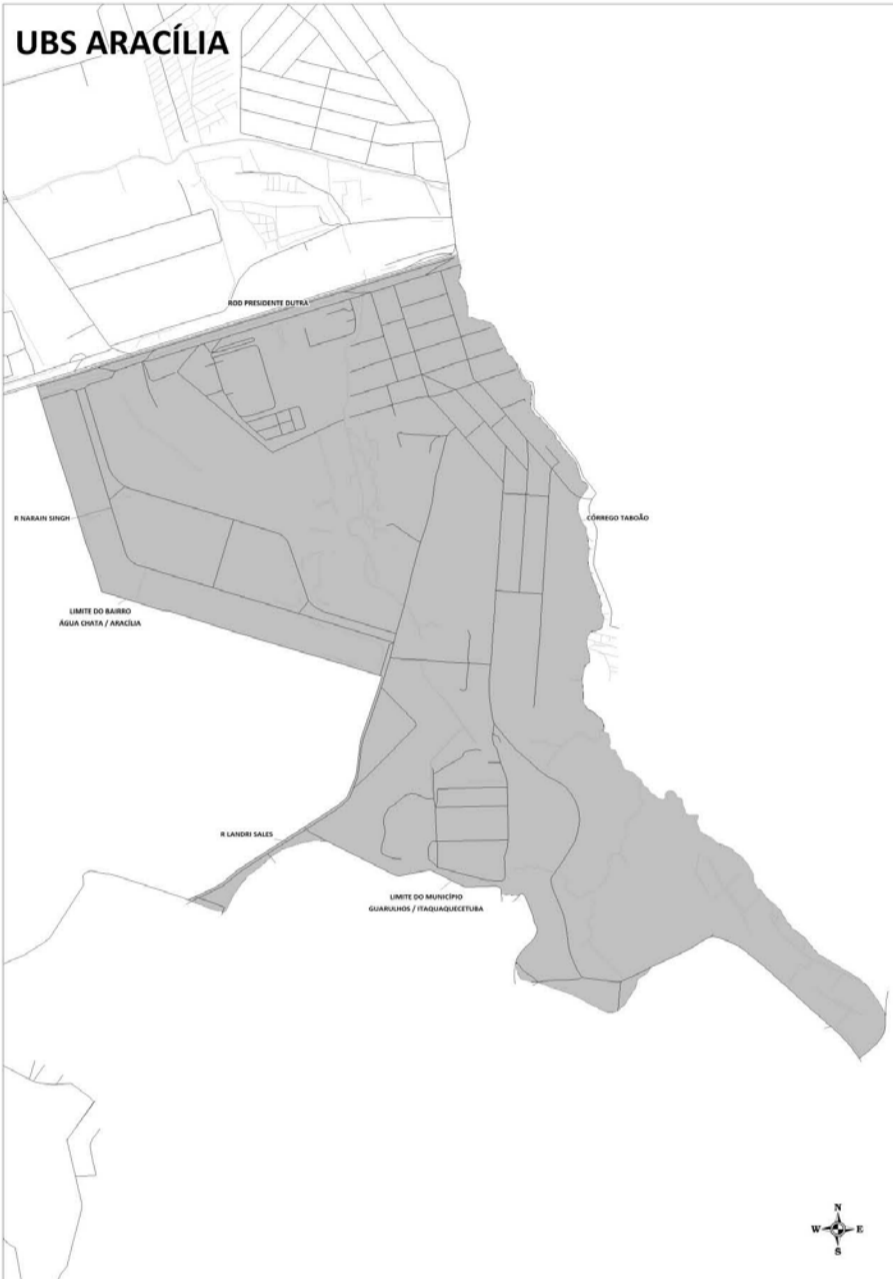 UBS ARACÍLIA
ROD PRESIDENTE DUTRA
R NARAIN SINGH
CÓRREGO TABOÃO
LIMITE DO BAIRRO
ÁGUA CHATA / ARACÍLIA
R LANDRI SALES
LIMITE DO MUNICÍPIO
GUARULHOS / ITAQUAQUECETUBA
N
W E
S